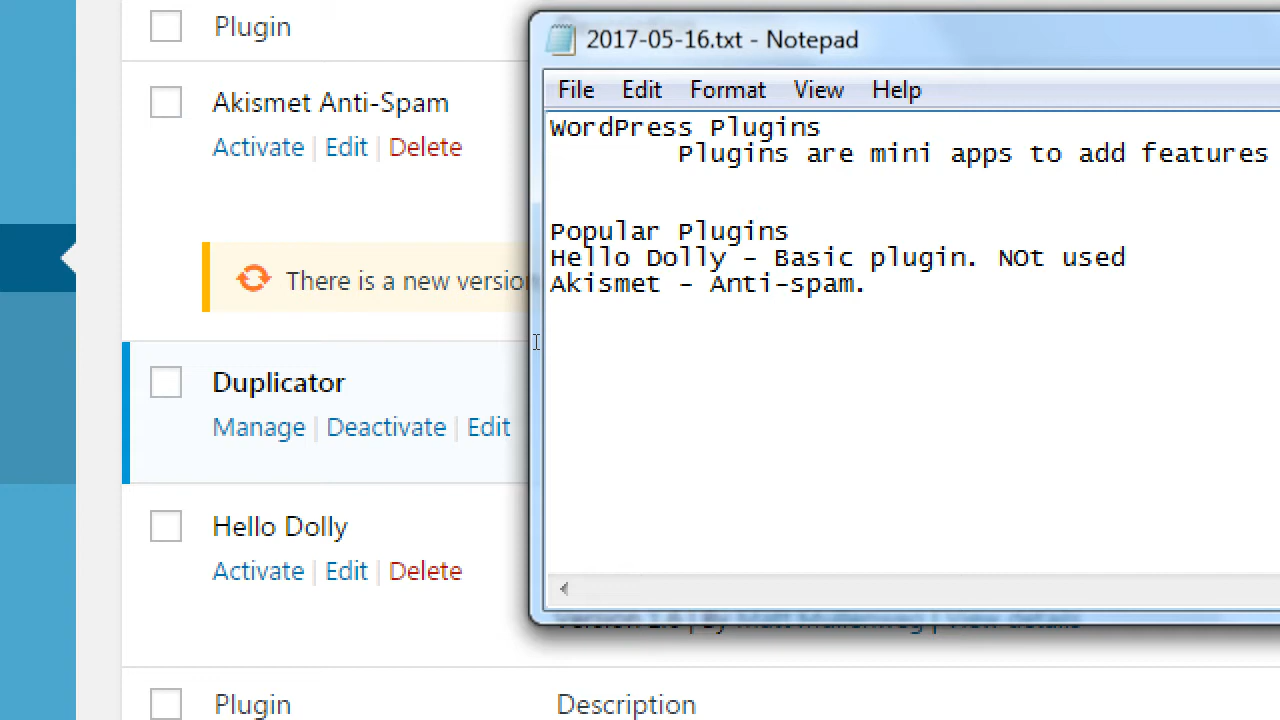 Plugin
Akismet Anti-Spam
Activate | Edit | Delete
There is a new versio
Duplicator
Manage | Deactivate | Edit
Hello Dolly
Activate | Edit | Delete
Plugin
Description
2017-05-16.txt - Notepad
File Edit Format View Help
WordPress Plugins
Plugins are mini apps to add features
Popular Plugins
Hello Dolly - Basic plugin. NOt used
Akismet - Anti-spam.